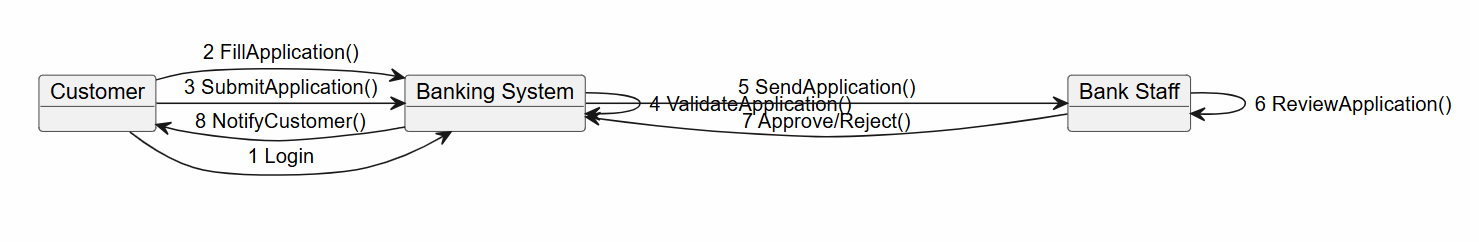 2 FillApplication()
Customer
3 SubmitApplication()
8 NotifyCustomer()
1 Login
Banking System
4 ValidateApplication()
5 SendApplication()
7 Approve/Reject()
Bank Staff
6 ReviewApplication()